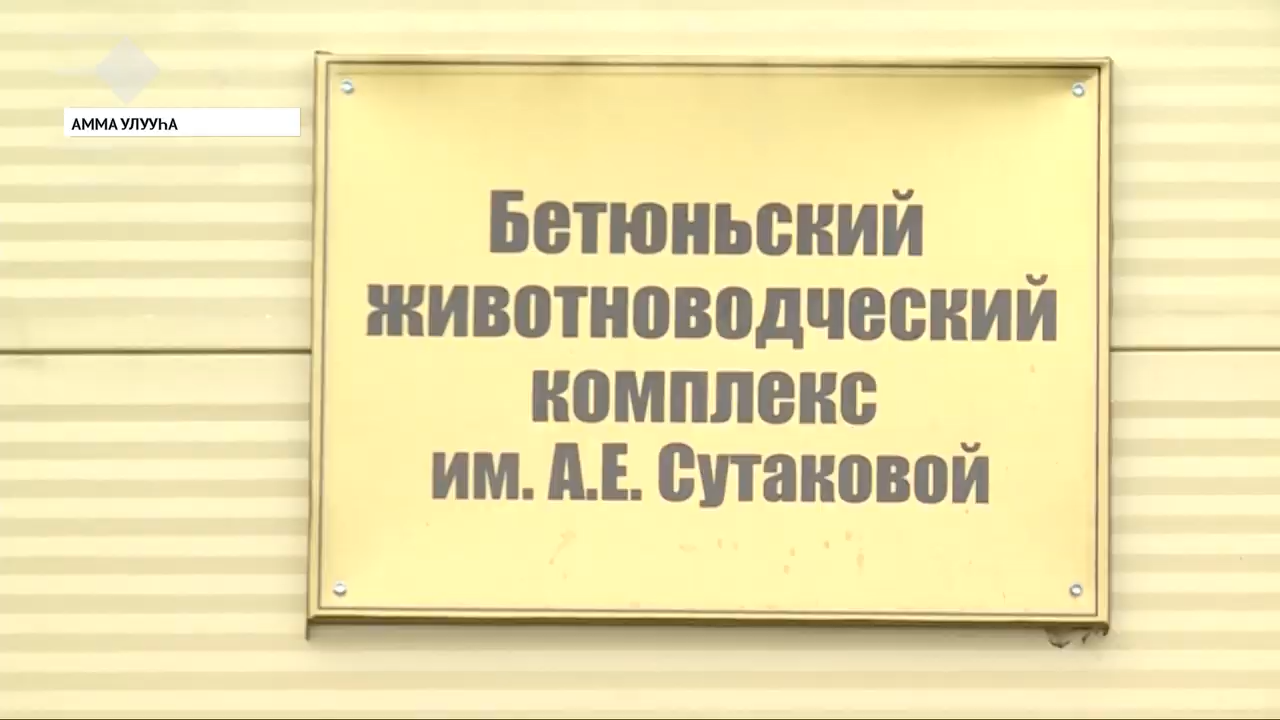 АММА УЛУУҺА
Бетюньский
животноводческий
комплекс
им. А.Е. Сутаковой